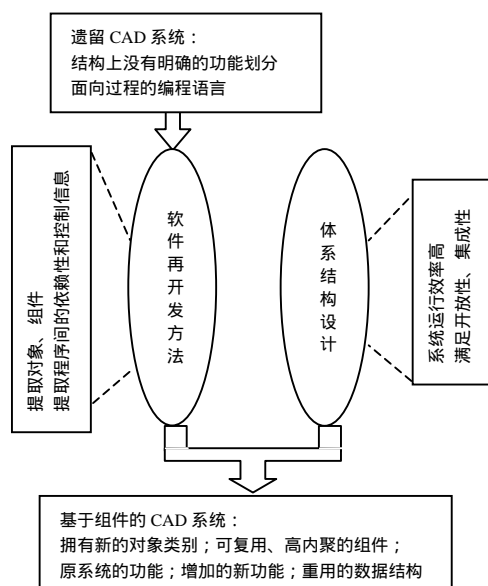 遗留 CAD 系统：
结构上没有明确的功能划分
面向过程的编程语言
提取对象、组件
提取程序间的依赖性和控制信息
软件再开发方法
体系结构设计
系统运行效率高
满足开放性、集成性
基于组件的 CAD 系统：
拥有新的对象类别；可复用、高内聚的组件；
原系统的功能；增加的新功能；重用的数据结构